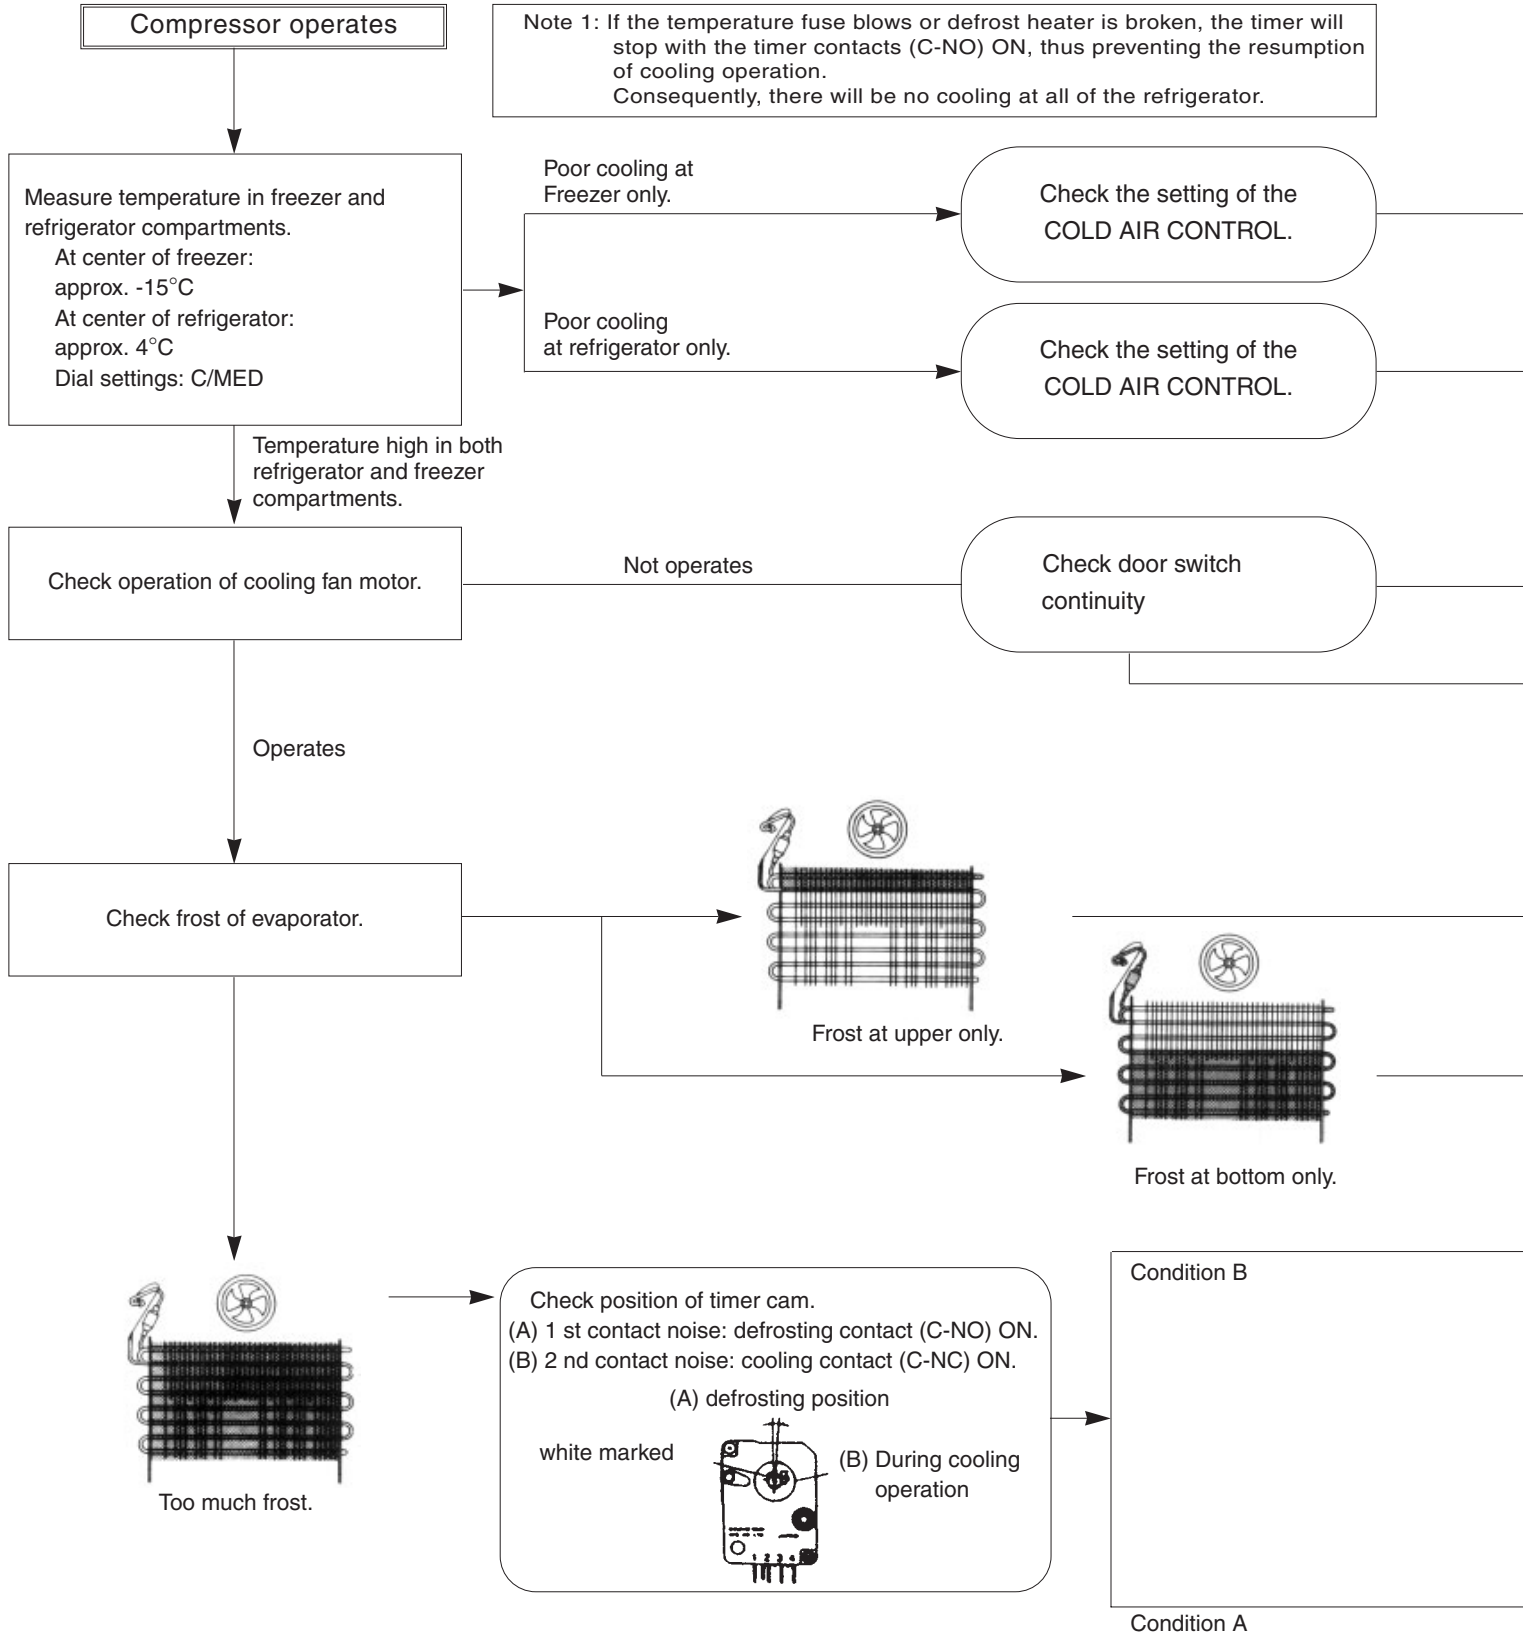 Compressor operates
Note 1: If the temperature fuse blows or defrost heater is broken, the timer will
stop with the timer contacts (C-NO) ON, thus preventing the resumption
of cooling operation.
Consequently, there will be no cooling at all of the refrigerator.
Measure temperature in freezer and
refrigerator compartments.
At center of freezer:
approx. -15°C
At center of refrigerator:
approx. 4°C
Dial settings: C/MED
Poor cooling at
Freezer only.
Check the setting of the
COLD AIR CONTROL.
Poor cooling
at refrigerator only.
Check the setting of the
COLD AIR CONTROL.
Temperature high in both
refrigerator and freezer
compartments.
Check operation of cooling fan motor.
Not operates
Check door switch
continuity
Operates
Check frost of evaporator.
Frost at upper only.
Frost at bottom only.
Too much frost.
Check position of timer cam.
(A) 1 st contact noise: defrosting contact (C-NO) ON.
(B) 2 nd contact noise: cooling contact (C-NC) ON.
(A) defrosting position
white marked
(B) During cooling
operation
1 2 3 4
Condition B
Condition A